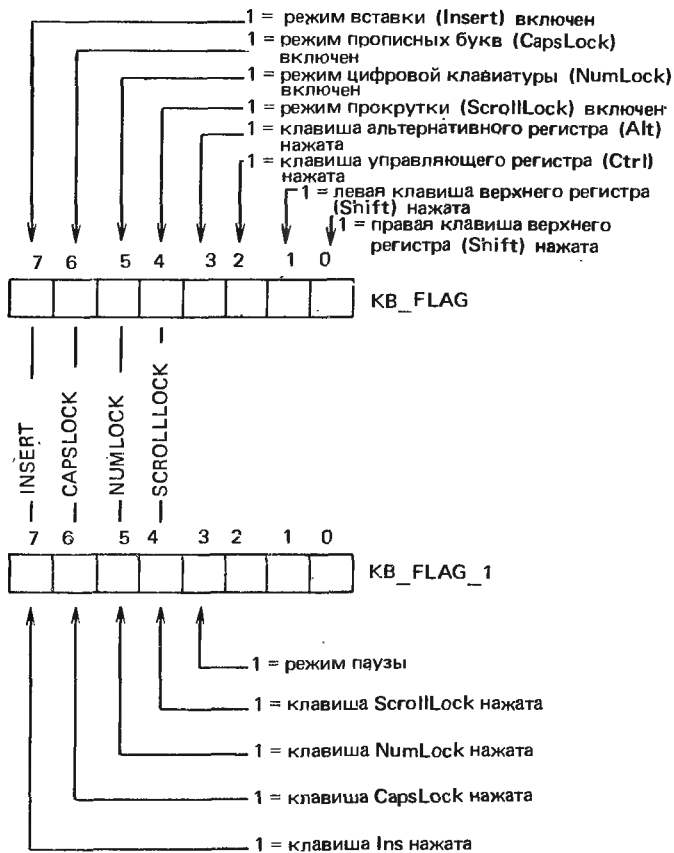 1 = режим вставки (Insert) включен
1 = режим прописных букв (CapsLock)
включен
1 = режим цифровой клавиатуры (NumLock)
включен
1 = режим прокрутки (ScrollLock) включен
1 = клавиша альтернативного регистра (Alt)
нажата
1 = клавиша управляющего регистра (Ctrl)
нажата
1 = левая клавиша верхнего регистра
(Shift) нажата
1 = правая клавиша верхнего
регистра (Shift) нажата
7 6 5 4 3 2 1 0
KB_FLAG
INSERT
CAPSLOCK
NUMLOCK
SCROLLLOCK
7 6 5 4 3 2 1 0
KB_FLAG_1
1 = режим паузы
1 = клавиша ScrollLock нажата
1 = клавиша NumLock нажата
1 = клавиша CapsLock нажата
1 = клавиша Ins нажата